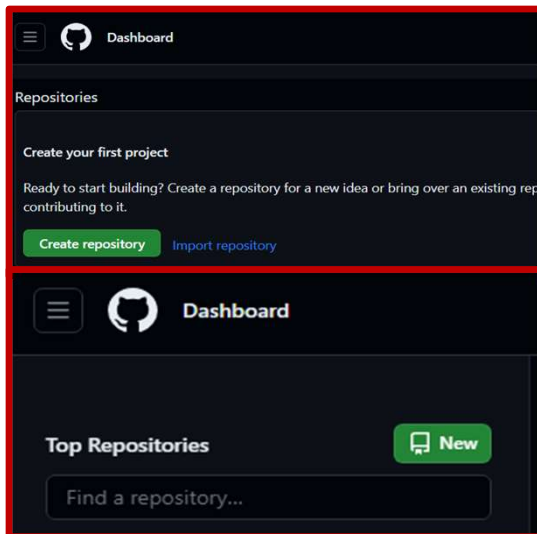 Dashboard
Repositories
Create your first project
Ready to start building? Create a repository for a new idea or bring over an existing
contributing to it.
Create repository Import repository
Dashboard
Top Repositories New
Find a repository...